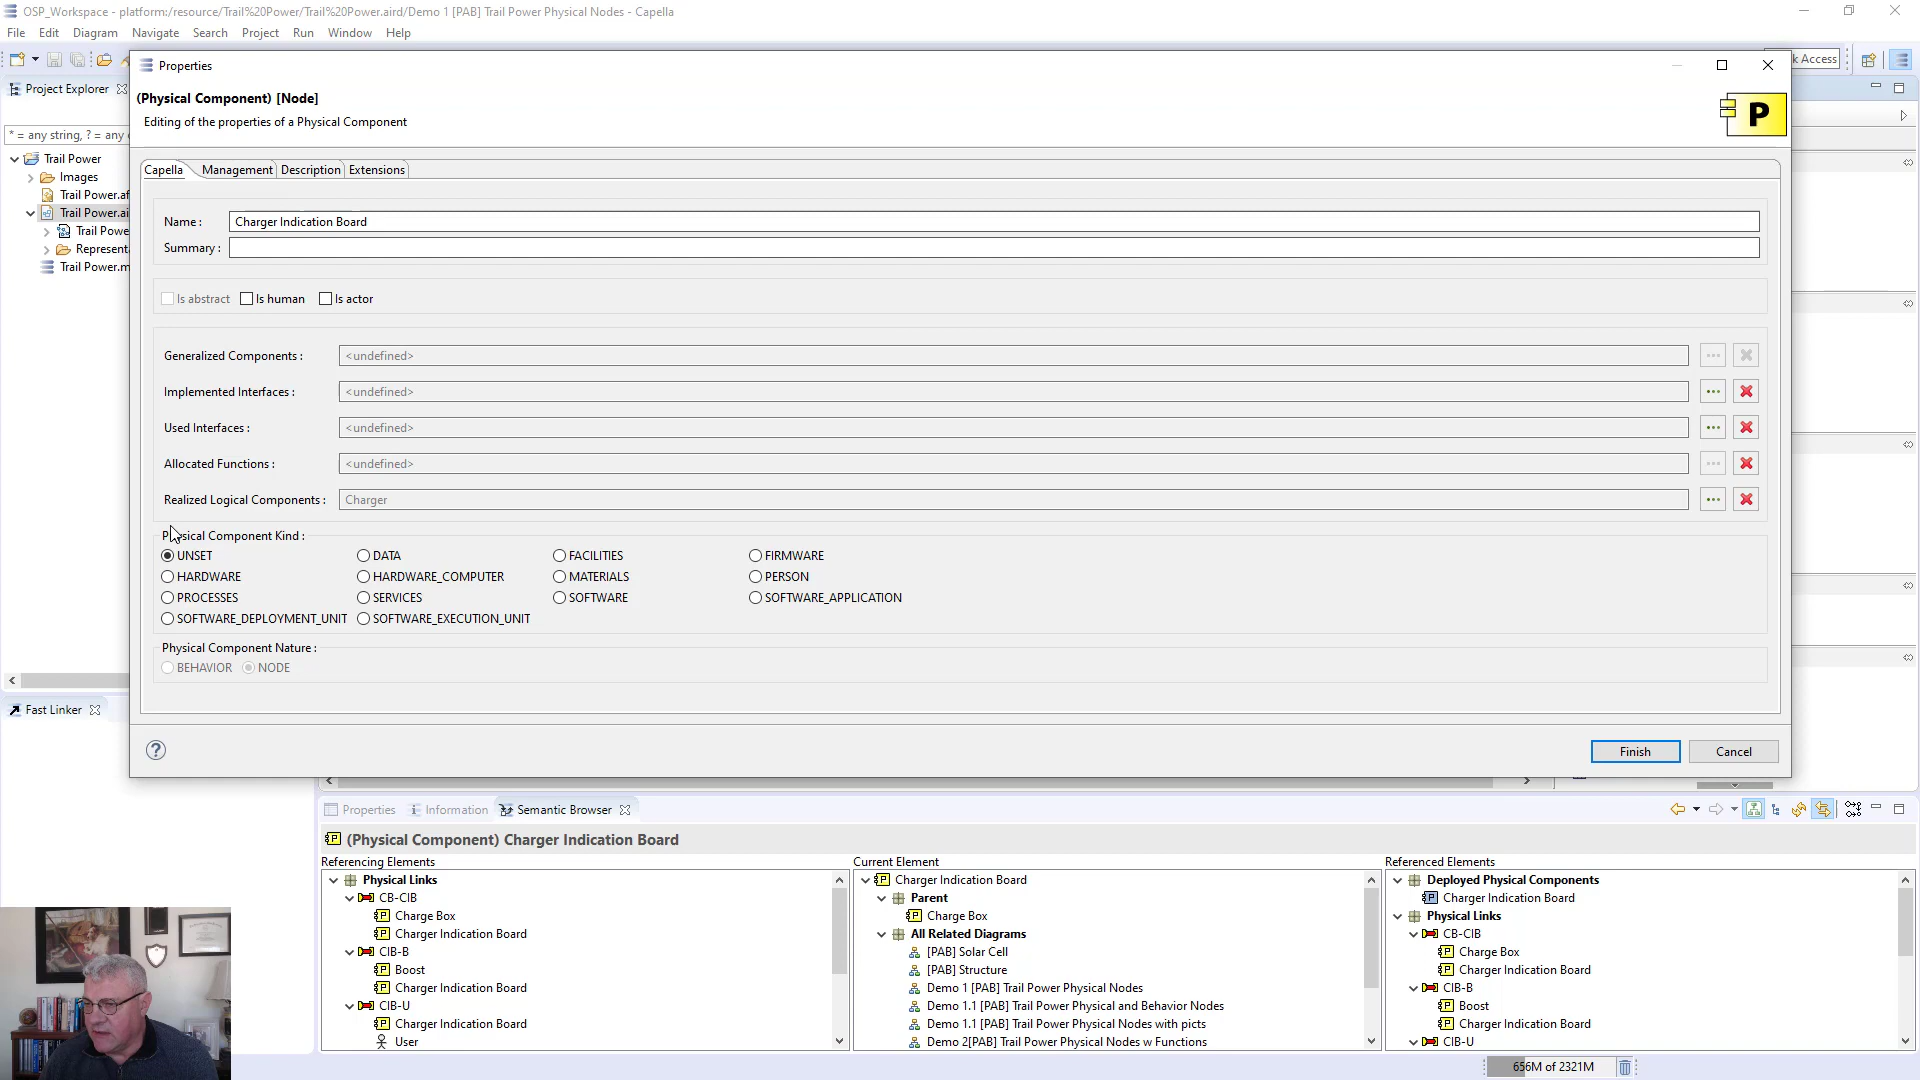 OSP_Workspace - platform:/resource/Trail%20Power/Trail%20Power.aird/Demo 1 [PAB] Trail Power Physical Nodes - Capella
File Edit Diagram Navigate Search Project Run Window Help
k Access
Project Explorer
* = any string, ? = any
Trail Power
Images
Trail Power.af
Trail Power.ai
Trail Powe
Represent
Trail Power.m
Fast Linker
Properties
(Physical Component) [Node]
Editing of the properties of a Physical Component
P
Capella Management Description Extensions
Name : Charger Indication Board
Summary :
Is abstract Is human Is actor
Generalized Components : <undefined>
Implemented Interfaces : <undefined>
Used Interfaces : <undefined>
Allocated Functions : <undefined>
Realized Logical Components : Charger
Physical Component Kind :
UNSET DATA FACILITIES FIRMWARE
HARDWARE HARDWARE_COMPUTER MATERIALS PERSON
PROCESSES SERVICES SOFTWARE SOFTWARE_APPLICATION
SOFTWARE_DEPLOYMENT_UNIT SOFTWARE_EXECUTION_UNIT
Physical Component Nature :
BEHAVIOR NODE
Finish Cancel
Properties Information Semantic Browser
(Physical Component) Charger Indication Board
Referencing Elements
Physical Links
CB-CIB
Charge Box
Charger Indication Board
CIB-B
Boost
Charger Indication Board
CIB-U
Charger Indication Board
User
Current Element
Charger Indication Board
Parent
Charge Box
All Related Diagrams
[PAB] Solar Cell
[PAB] Structure
Demo 1 [PAB] Trail Power Physical Nodes
Demo 1.1 [PAB] Trail Power Physical and Behavior Nodes
Demo 1.1 [PAB] Trail Power Physical Nodes with picts
Demo 2[PAB] Trail Power Physical Nodes w Functions
Referenced Elements
Deployed Physical Components
Charger Indication Board
Physical Links
CB-CIB
Charge Box
Charger Indication Board
CIB-B
Boost
Charger Indication Board
CIB-U
656M of 2321M